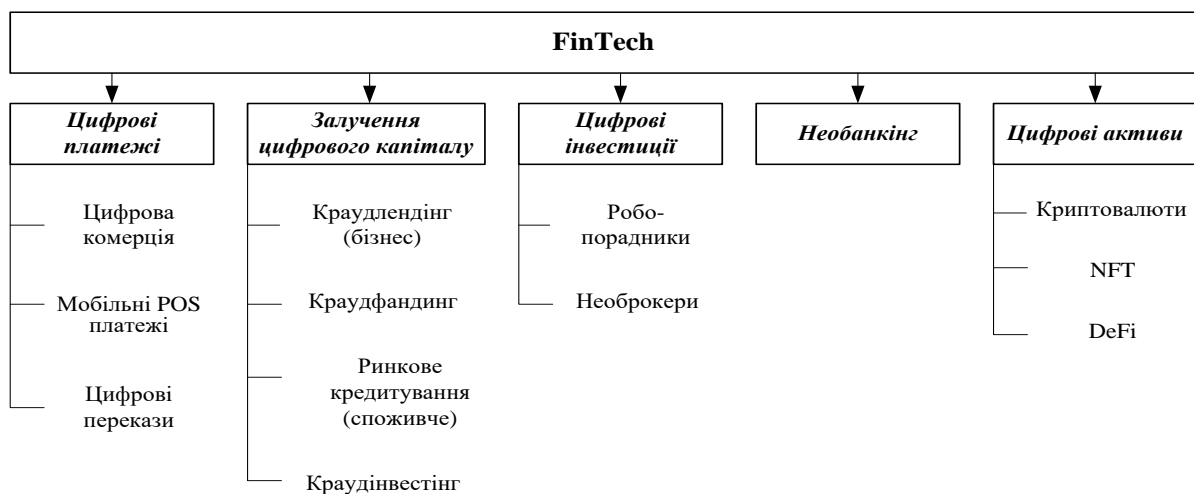 FinTech
Цифрові
платежі
Залучення
цифрового капіталу
Цифрові
інвестиції
Необанкінг
Цифрові активи
Цифрова
комерція
Мобільні POS
платежі
Цифрові
перекази
Краудлендінг
(бізнес)
Краудфандинг
Ринкове
кредитування
(споживче)
Краудінвестінг
Робо-
порадники
Необрокери
Криптовалюти
NFT
DeFi